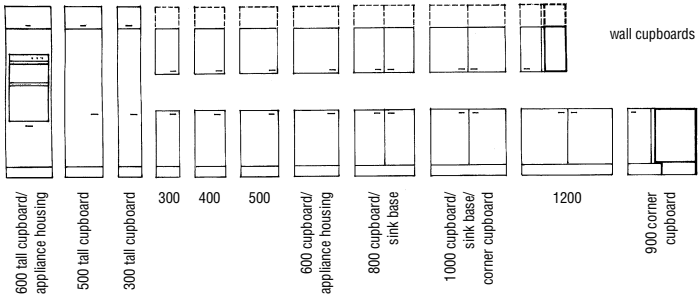 wall cupboards
600 tall cupboard/
appliance housing
500 tall cupboard
300 tall cupboard
300
400
500
600 cupboard/
appliance housing
800 cupboard/
sink base
1000 cupboard/
sink base/
corner cupboard
1200
900 corner
cupboard